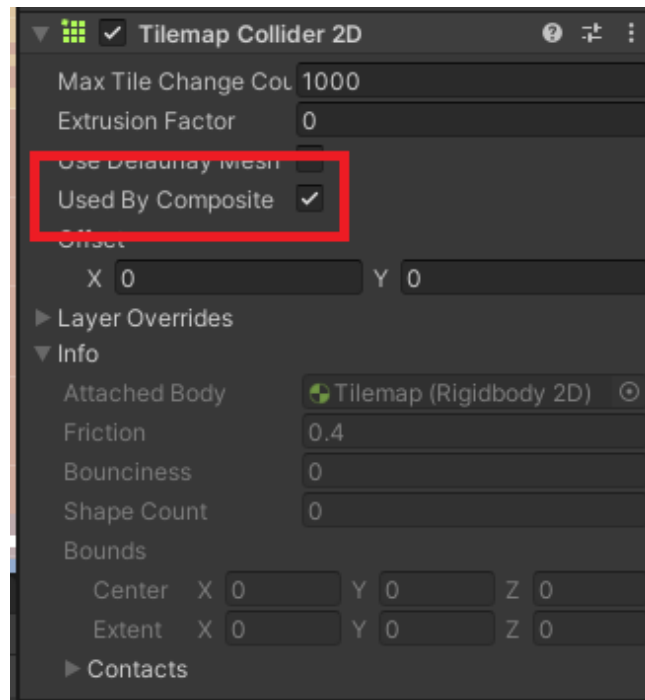 Tilemap Collider 2D
Max Tile Change Cou 1000
Extrusion Factor 0
Use Delaunay Mesh
Used By Composite
Offset
X 0 Y 0
Layer Overrides
Info
Attached Body Tilemap (Rigidbody 2D)
Friction 0.4
Bounciness 0
Shape Count 0
Bounds
Center X 0 Y 0 Z 0
Extent X 0 Y 0 Z 0
Contacts